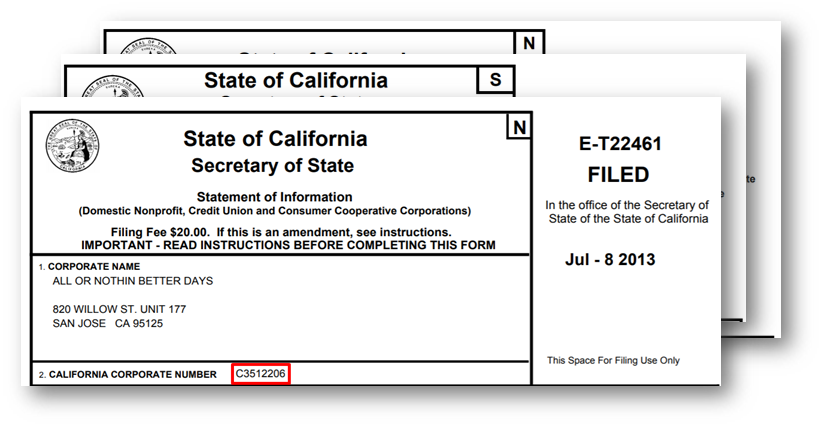 N
State of California
S
State of California
N
State of California
Secretary of State
Statement of Information
(Domestic Nonprofit, Credit Union and Consumer Cooperative Corporations)
Filing Fee $20.00. If this is an amendment, see instructions.
IMPORTANT - READ INSTRUCTIONS BEFORE COMPLETING THIS FORM
1. CORPORATE NAME
ALL OR NOTHIN BETTER DAYS
820 WILLOW ST. UNIT 177
SAN JOSE CA 95125
2. CALIFORNIA CORPORATE NUMBER C3512206
E-T22461
FILED
In the office of the Secretary of
State of the State of California
Jul - 8 2013
This Space For Filing Use Only